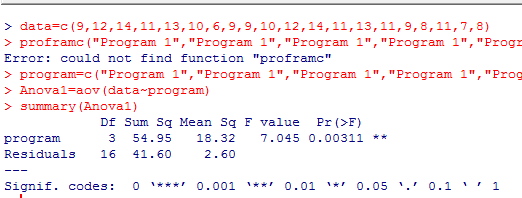 > data=c(9,12,14,11,13,10,6,9,9,10,12,14,11,13,11,9,8,11,7,8)
> proframc("Program 1","Program 1","Program 1","Program 1","Progr
Error: could not find function "proframc"
> program=c("Program 1","Program 1","Program 1","Program 1","Prog
> Anova1=aov(data~program)
> summary(Anova1)
Df Sum Sq Mean Sq F value Pr(>F)
program 3 54.95 18.32 7.045 0.00311 **
Residuals 16 41.60 2.60
---
Signif. codes: 0 ‘***’ 0.001 ‘**’ 0.01 ‘*’ 0.05 ‘.’ 0.1 ‘ ’ 1